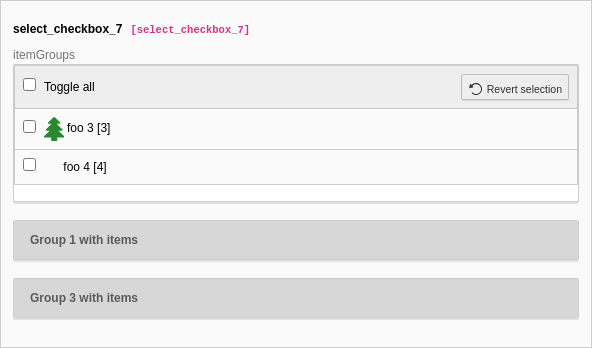 select_checkbox_7 [select_checkbox_7]
itemGroups
Toggle all
Revert selection
foo 3 [3]
foo 4 [4]
Group 1 with items
Group 3 with items